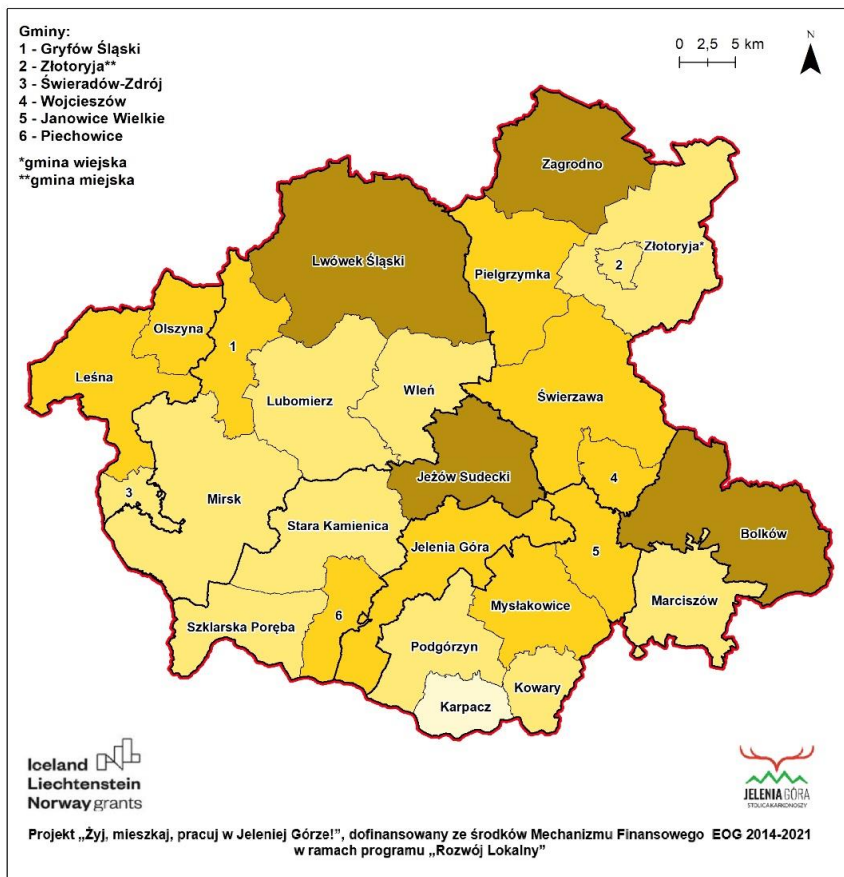 Gminy:
1 - Gryfów Śląski
2 - Złotoryja**
3 - Świeradów-Zdrój
4 - Wojcieszów
5 - Janowice Wielkie
6 - Piechowice
*gmina wiejska
**gmina miejska
0 2,5 5 km
N
Zagrodno
Lwówek Śląski
Pielgrzymka
Złotoryja*
2
Olszyna
1
Leśna
Lubomierz
Wleń
Świerzawa
3
Mirsk
Jeżów Sudecki
4
Stara Kamienica
Jelenia Góra
5
Bolków
Marciszów
Szklarska Poręba
6
Mysłakowice
Podgórzyn
Kowary
Karpacz
Iceland
Liechtenstein
Norway grants
JELENIA GÓRA
STOLICA KARKONOSZY
Projekt „Żyj, mieszkaj, pracuj w Jeleniej Górze!”, dofinansowany ze środków Mechanizmu Finansowego EOG 2014-2021
w ramach programu „Rozwój Lokalny”